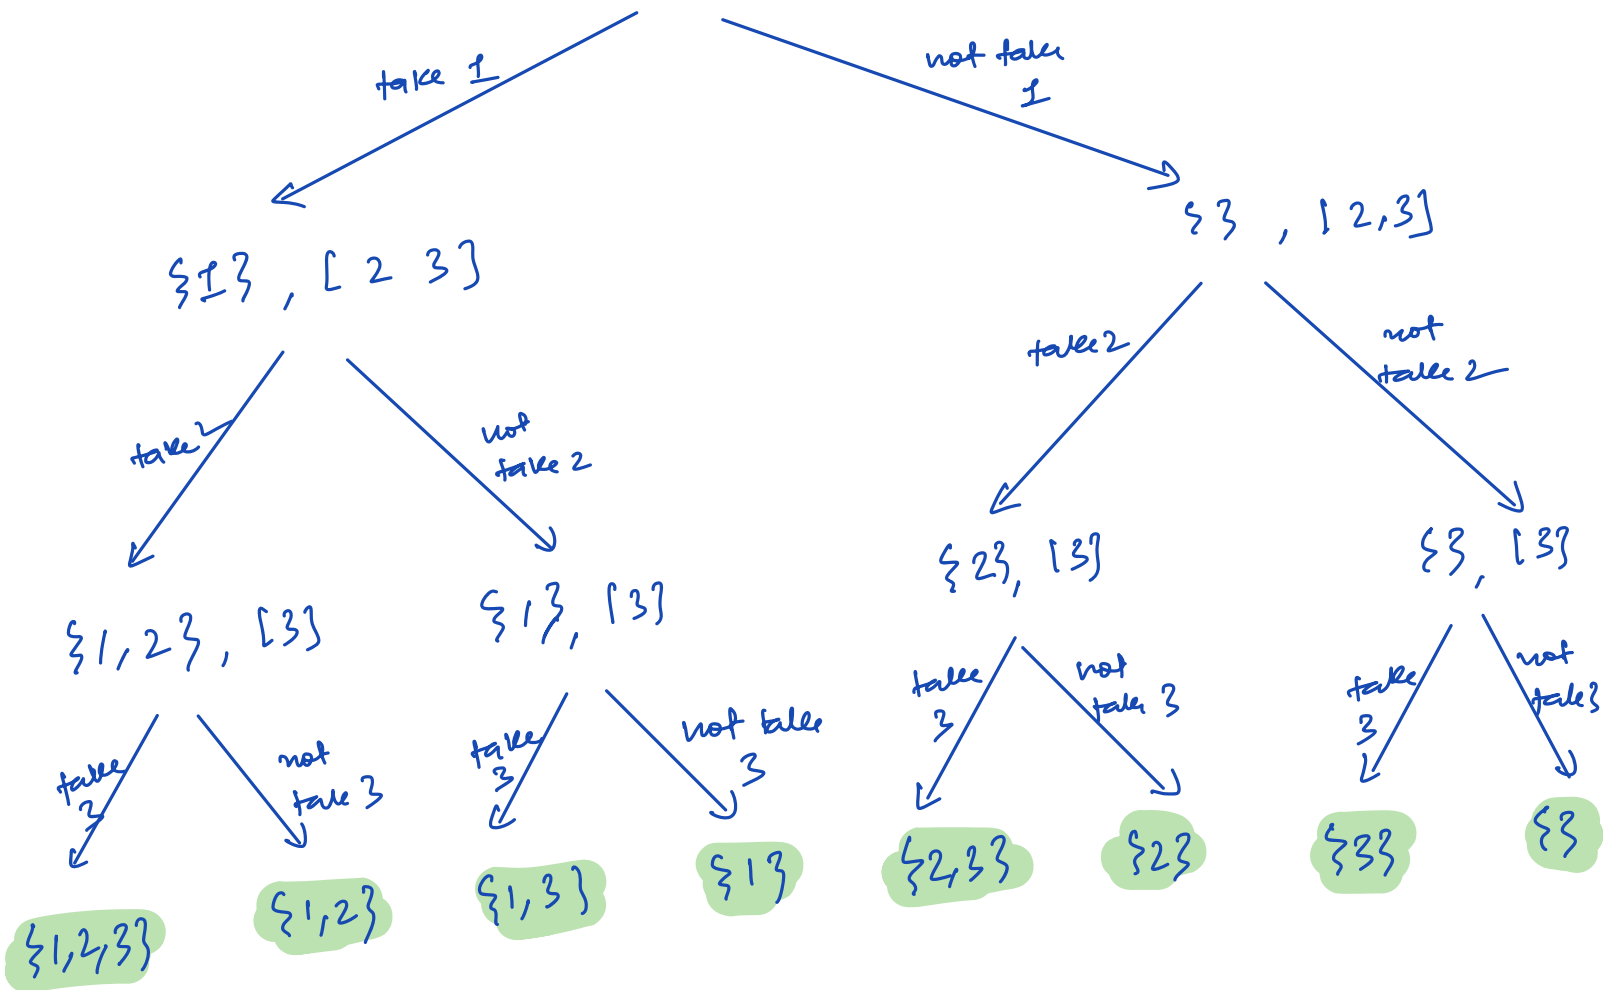 take 1
not take
1
{ } , [ 2,3]
{1} , [ 2 3 ]
take 2
not
take 2
take 2
not
take 2
{1,2} , [3]
{1}, [3]
{2}, [3]
{ }, [3]
take
3
not
take 3
take
3
not take
3
take
3
not
take 3
take
3
not
take 3
{1,2,3}
{1,2}
{1,3}
{1}
{2,3}
{2}
{3}
{ }